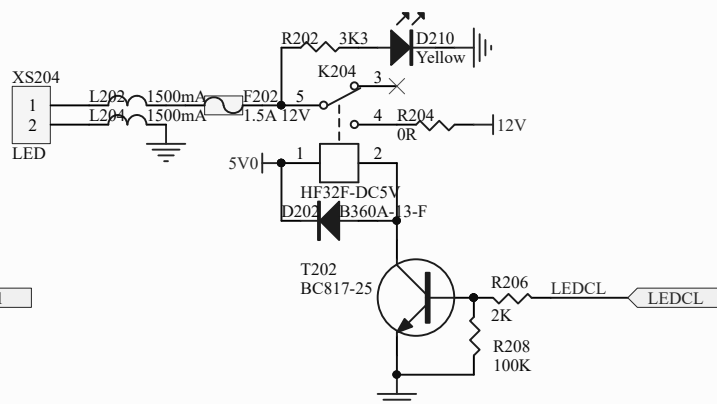 R202 3K3 D210
Yellow
K204
3
XS204
L202 1500mA F202 5
1
L204 1500mA 1.5A 12V
2
4 R204
0R
12V
LED
5V0 1 2
HF32F-DC5V
D202 B360A-13-F
T202
BC817-25
R206 LEDCL LEDCL
2K
R208
100K